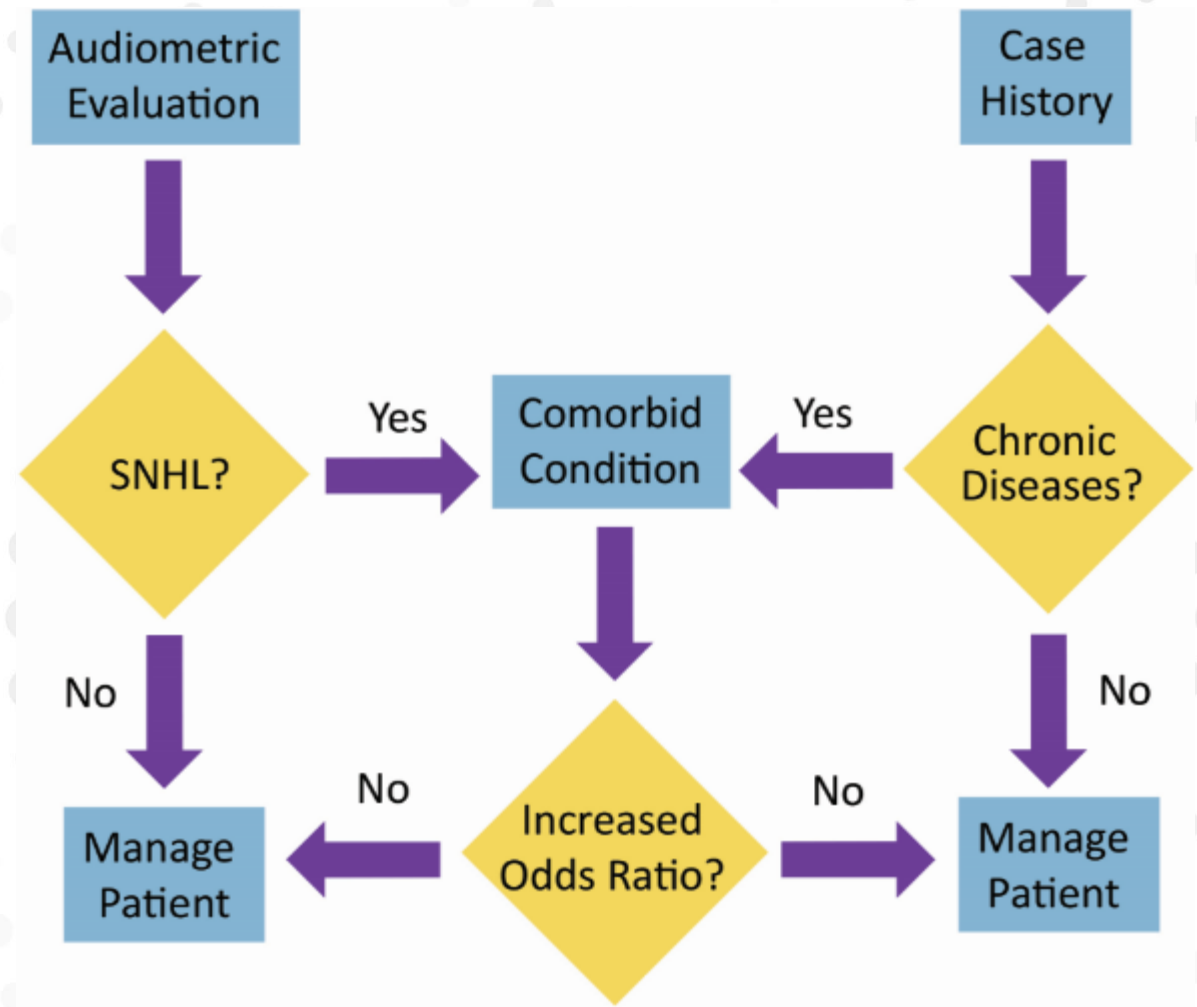 Audiometric
Evaluation
Case
History
SNHL?
Yes
Comorbid
Condition
Yes
Chronic
Diseases?
No
No
Manage
Patient
No
Increased
Odds Ratio?
No
Manage
Patient